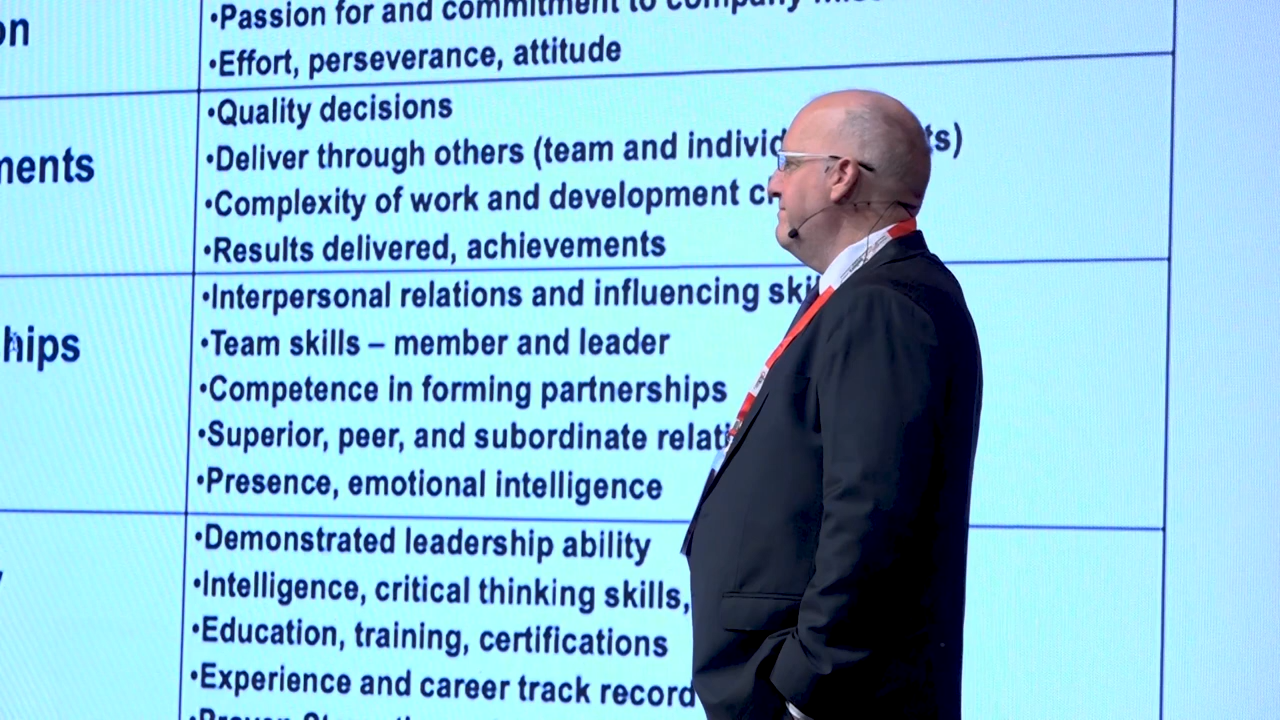 on
•Passion for and commitment to company
•Effort, perseverance, attitude
ments
•Quality decisions
•Deliver through others (team and individ ts)
•Complexity of work and development c
•Results delivered, achievements
hips
•Interpersonal relations and influencing skil
•Team skills – member and leader
•Competence in forming partnerships
•Superior, peer, and subordinate relati
•Presence, emotional intelligence
•Demonstrated leadership ability
•Intelligence, critical thinking skills,
•Education, training, certifications
•Experience and career track record